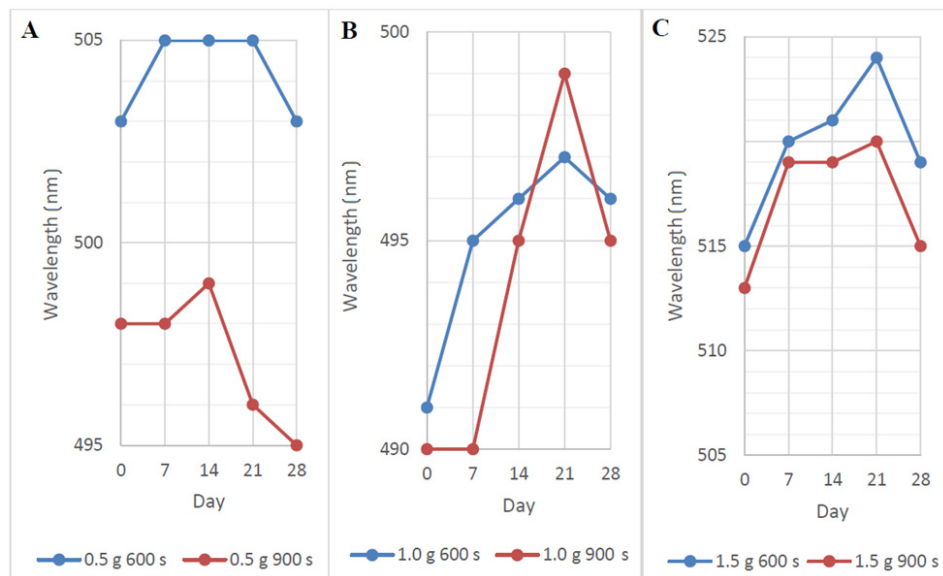 A
505
500
495
Wavelength (nm)
0 7 14 21 28
Day
0.5 g 600 s 0.5 g 900 s
B
500
495
490
Wavelength (nm)
0 7 14 21 28
Day
1.0 g 600 s 1.0 g 900 s
C
525
515
510
505
Wavelength (nm)
0 7 14 21 28
Day
1.5 g 600 s 1.5 g 900 s